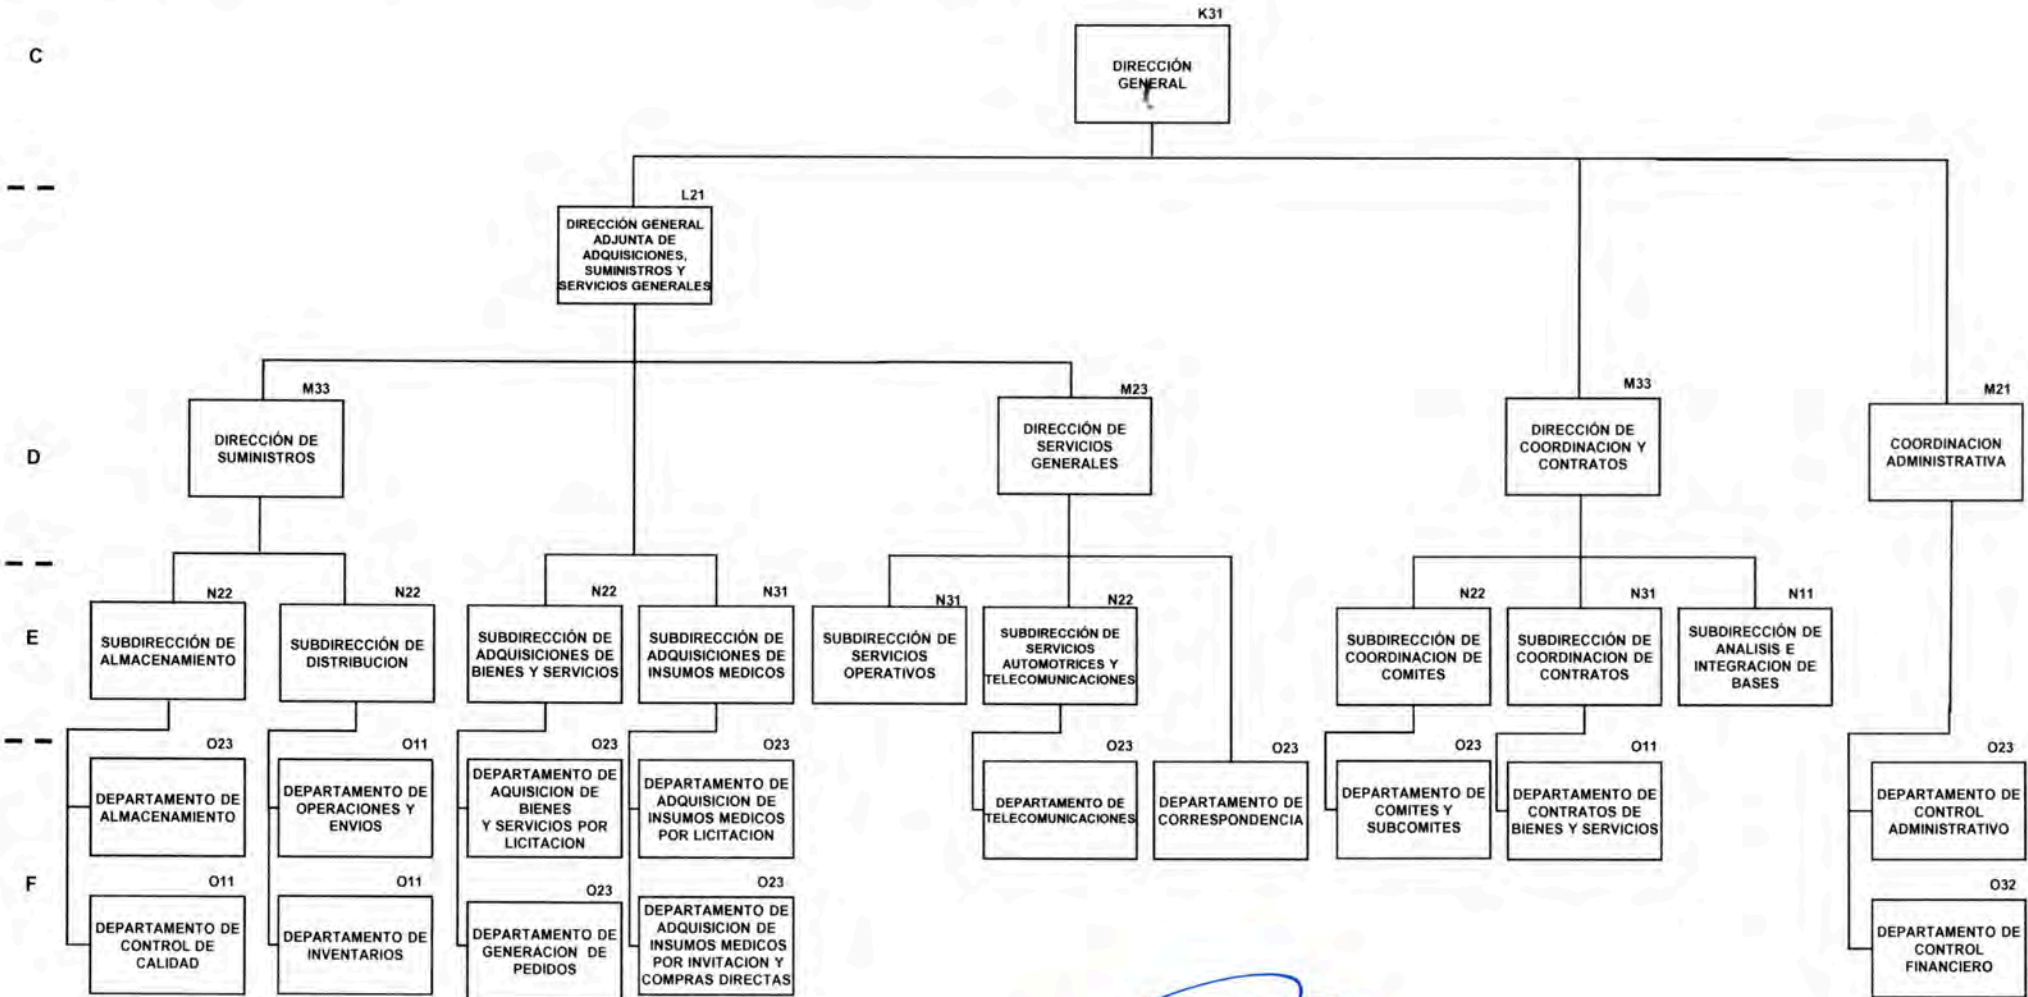 K31
C
DIRECCIÓN
GENERAL
L21
DIRECCIÓN GENERAL
ADJUNTA DE
ADQUISICIONES,
SUMINISTROS Y
SERVICIOS GENERALES
M33
M23
M33
M21
D
DIRECCIÓN DE
SUMINISTROS
DIRECCIÓN DE
SERVICIOS
GENERALES
DIRECCIÓN DE
COORDINACION Y
CONTRATOS
COORDINACION
ADMINISTRATIVA
E
N22
SUBDIRECCIÓN DE
ALMACENAMIENTO
N22
SUBDIRECCIÓN DE
DISTRIBUCION
N22
SUBDIRECCIÓN DE
ADQUISICIONES DE
BIENES Y SERVICIOS
N31
SUBDIRECCIÓN DE
ADQUISICIONES DE
INSUMOS MEDICOS
N31
SUBDIRECCIÓN DE
SERVICIOS
OPERATIVOS
N22
SUBDIRECCIÓN DE
SERVICIOS
AUTOMOTRICES Y
TELECOMUNICACIONES
N22
SUBDIRECCIÓN DE
COORDINACION DE
COMITES
N31
SUBDIRECCIÓN DE
COORDINACION DE
CONTRATOS
N11
SUBDIRECCIÓN DE
ANALISIS E
INTEGRACION DE
BASES
F
DEPARTAMENTO DE
ALMACENAMIENTO
O11
DEPARTAMENTO DE
OPERACIONES Y
ENVIOS
O23
DEPARTAMENTO DE
AQUISICION DE
BIENES
Y SERVICIOS POR
LICITACION
O23
DEPARTAMENTO DE
ADQUISICION DE
INSUMOS MEDICOS
POR LICITACION
O23
DEPARTAMENTO DE
TELECOMUNICACIONES
O23
DEPARTAMENTO DE
CORRESPONDENCIA
O23
DEPARTAMENTO DE
COMITES Y
SUBCOMITES
O11
DEPARTAMENTO DE
CONTRATOS DE
BIENES Y SERVICIOS
O23
DEPARTAMENTO DE
CONTROL
ADMINISTRATIVO
O23
O11
DEPARTAMENTO DE
CONTROL DE
CALIDAD
O11
DEPARTAMENTO DE
INVENTARIOS
O23
DEPARTAMENTO DE
GENERACION DE
PEDIDOS
O23
DEPARTAMENTO DE
ADQUISICION DE
INSUMOS MEDICOS
POR INVITACION Y
COMPRAS DIRECTAS
O32
DEPARTAMENTO DE
CONTROL
FINANCIERO